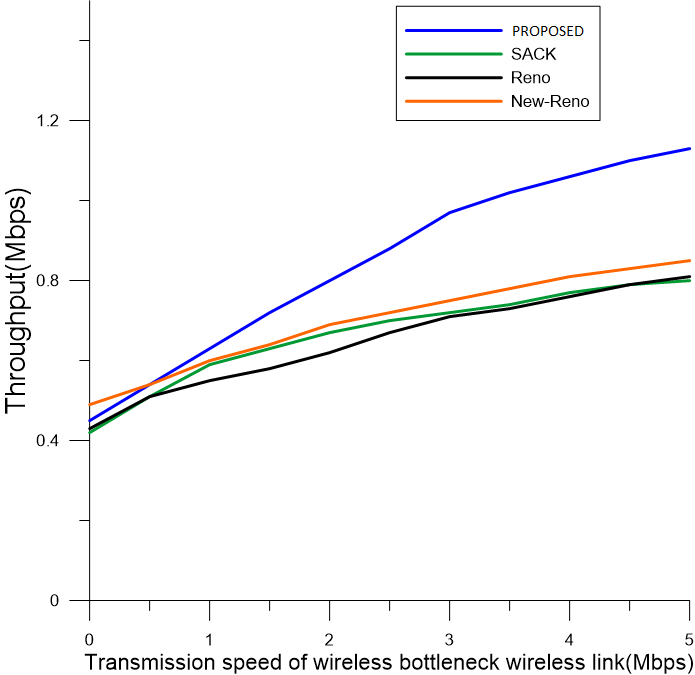 PROPOSED
SACK
Reno
New-Reno
1.2
0.8
0.4
0
Throughput(Mbps)
0 1 2 3 4 5
Transmission speed of wireless bottleneck wireless link(Mbps)